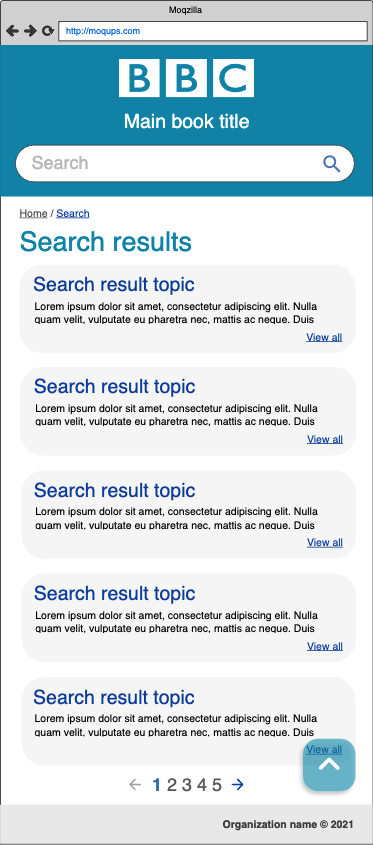 Moqzilla
http://moqups.com
BBC
Main book title
Search
Home / Search
Search results
Search result topic
Lorem ipsum dolor sit amet, consectetur adipiscing elit. Nulla
quam velit, vulputate eu pharetra nec, mattis ac neque. Duis
View all
Search result topic
Lorem ipsum dolor sit amet, consectetur adipiscing elit. Nulla
quam velit, vulputate eu pharetra nec, mattis ac neque. Duis
View all
Search result topic
Lorem ipsum dolor sit amet, consectetur adipiscing elit. Nulla
quam velit, vulputate eu pharetra nec, mattis ac neque. Duis
View all
Search result topic
Lorem ipsum dolor sit amet, consectetur adipiscing elit. Nulla
quam velit, vulputate eu pharetra nec, mattis ac neque. Duis
View all
Search result topic
Lorem ipsum dolor sit amet, consectetur adipiscing elit. Nulla
quam velit, vulputate eu pharetra nec, mattis ac neque. Duis
View all
← 1 2 3 4 5 →
Organization name © 2021